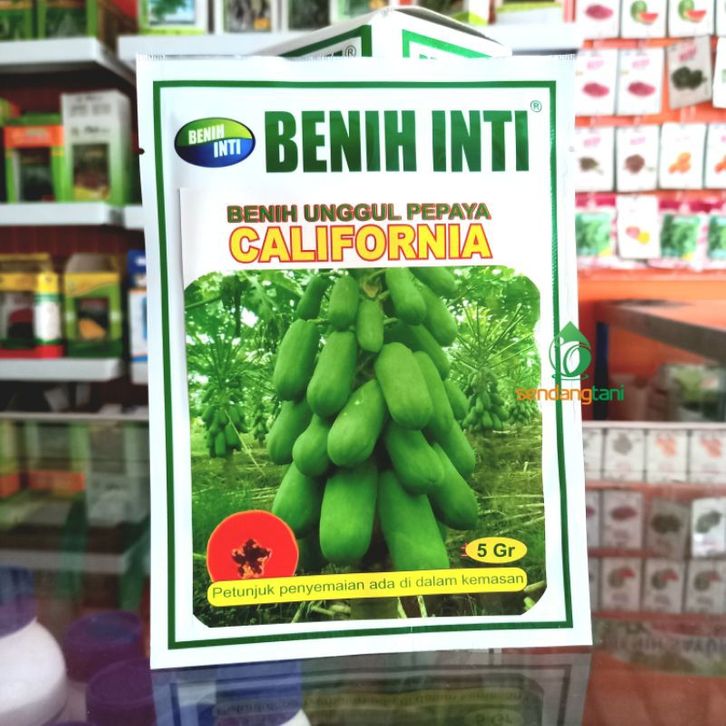 BENIH
INTI
BENIH INTI®
BENIH UNGGUL PEPAYA
CALIFORNIA
sendangtani
5 Gr
Petunjuk penyemaian ada di dalam kemasan